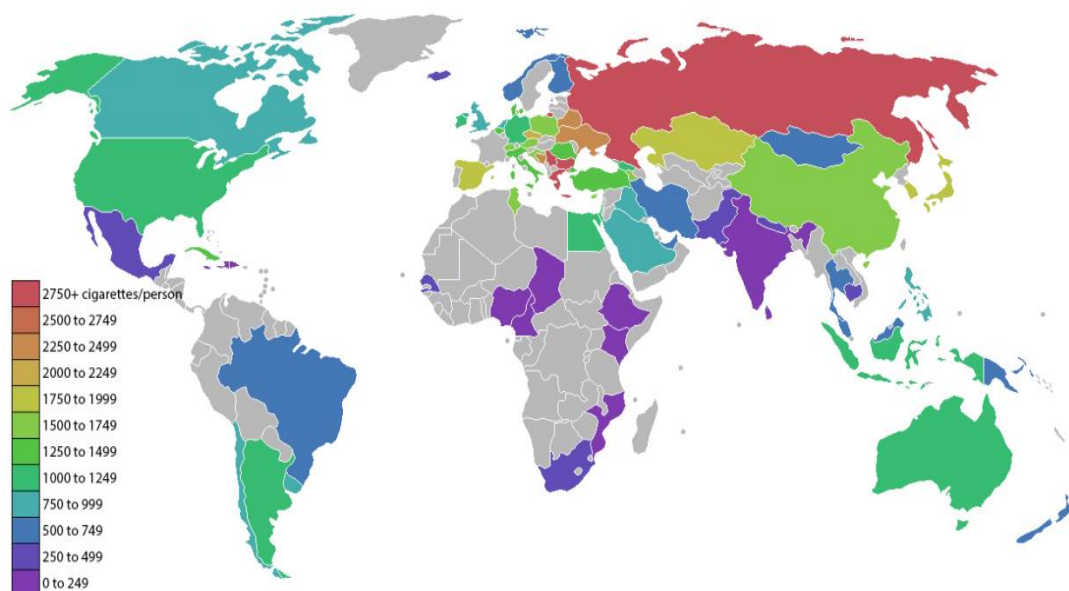 2750+ cigarettes/person
2500 to 2749
2250 to 2499
2000 to 2249
1750 to 1999
1500 to 1749
1250 to 1499
1000 to 1249
750 to 999
500 to 749
250 to 499
0 to 249